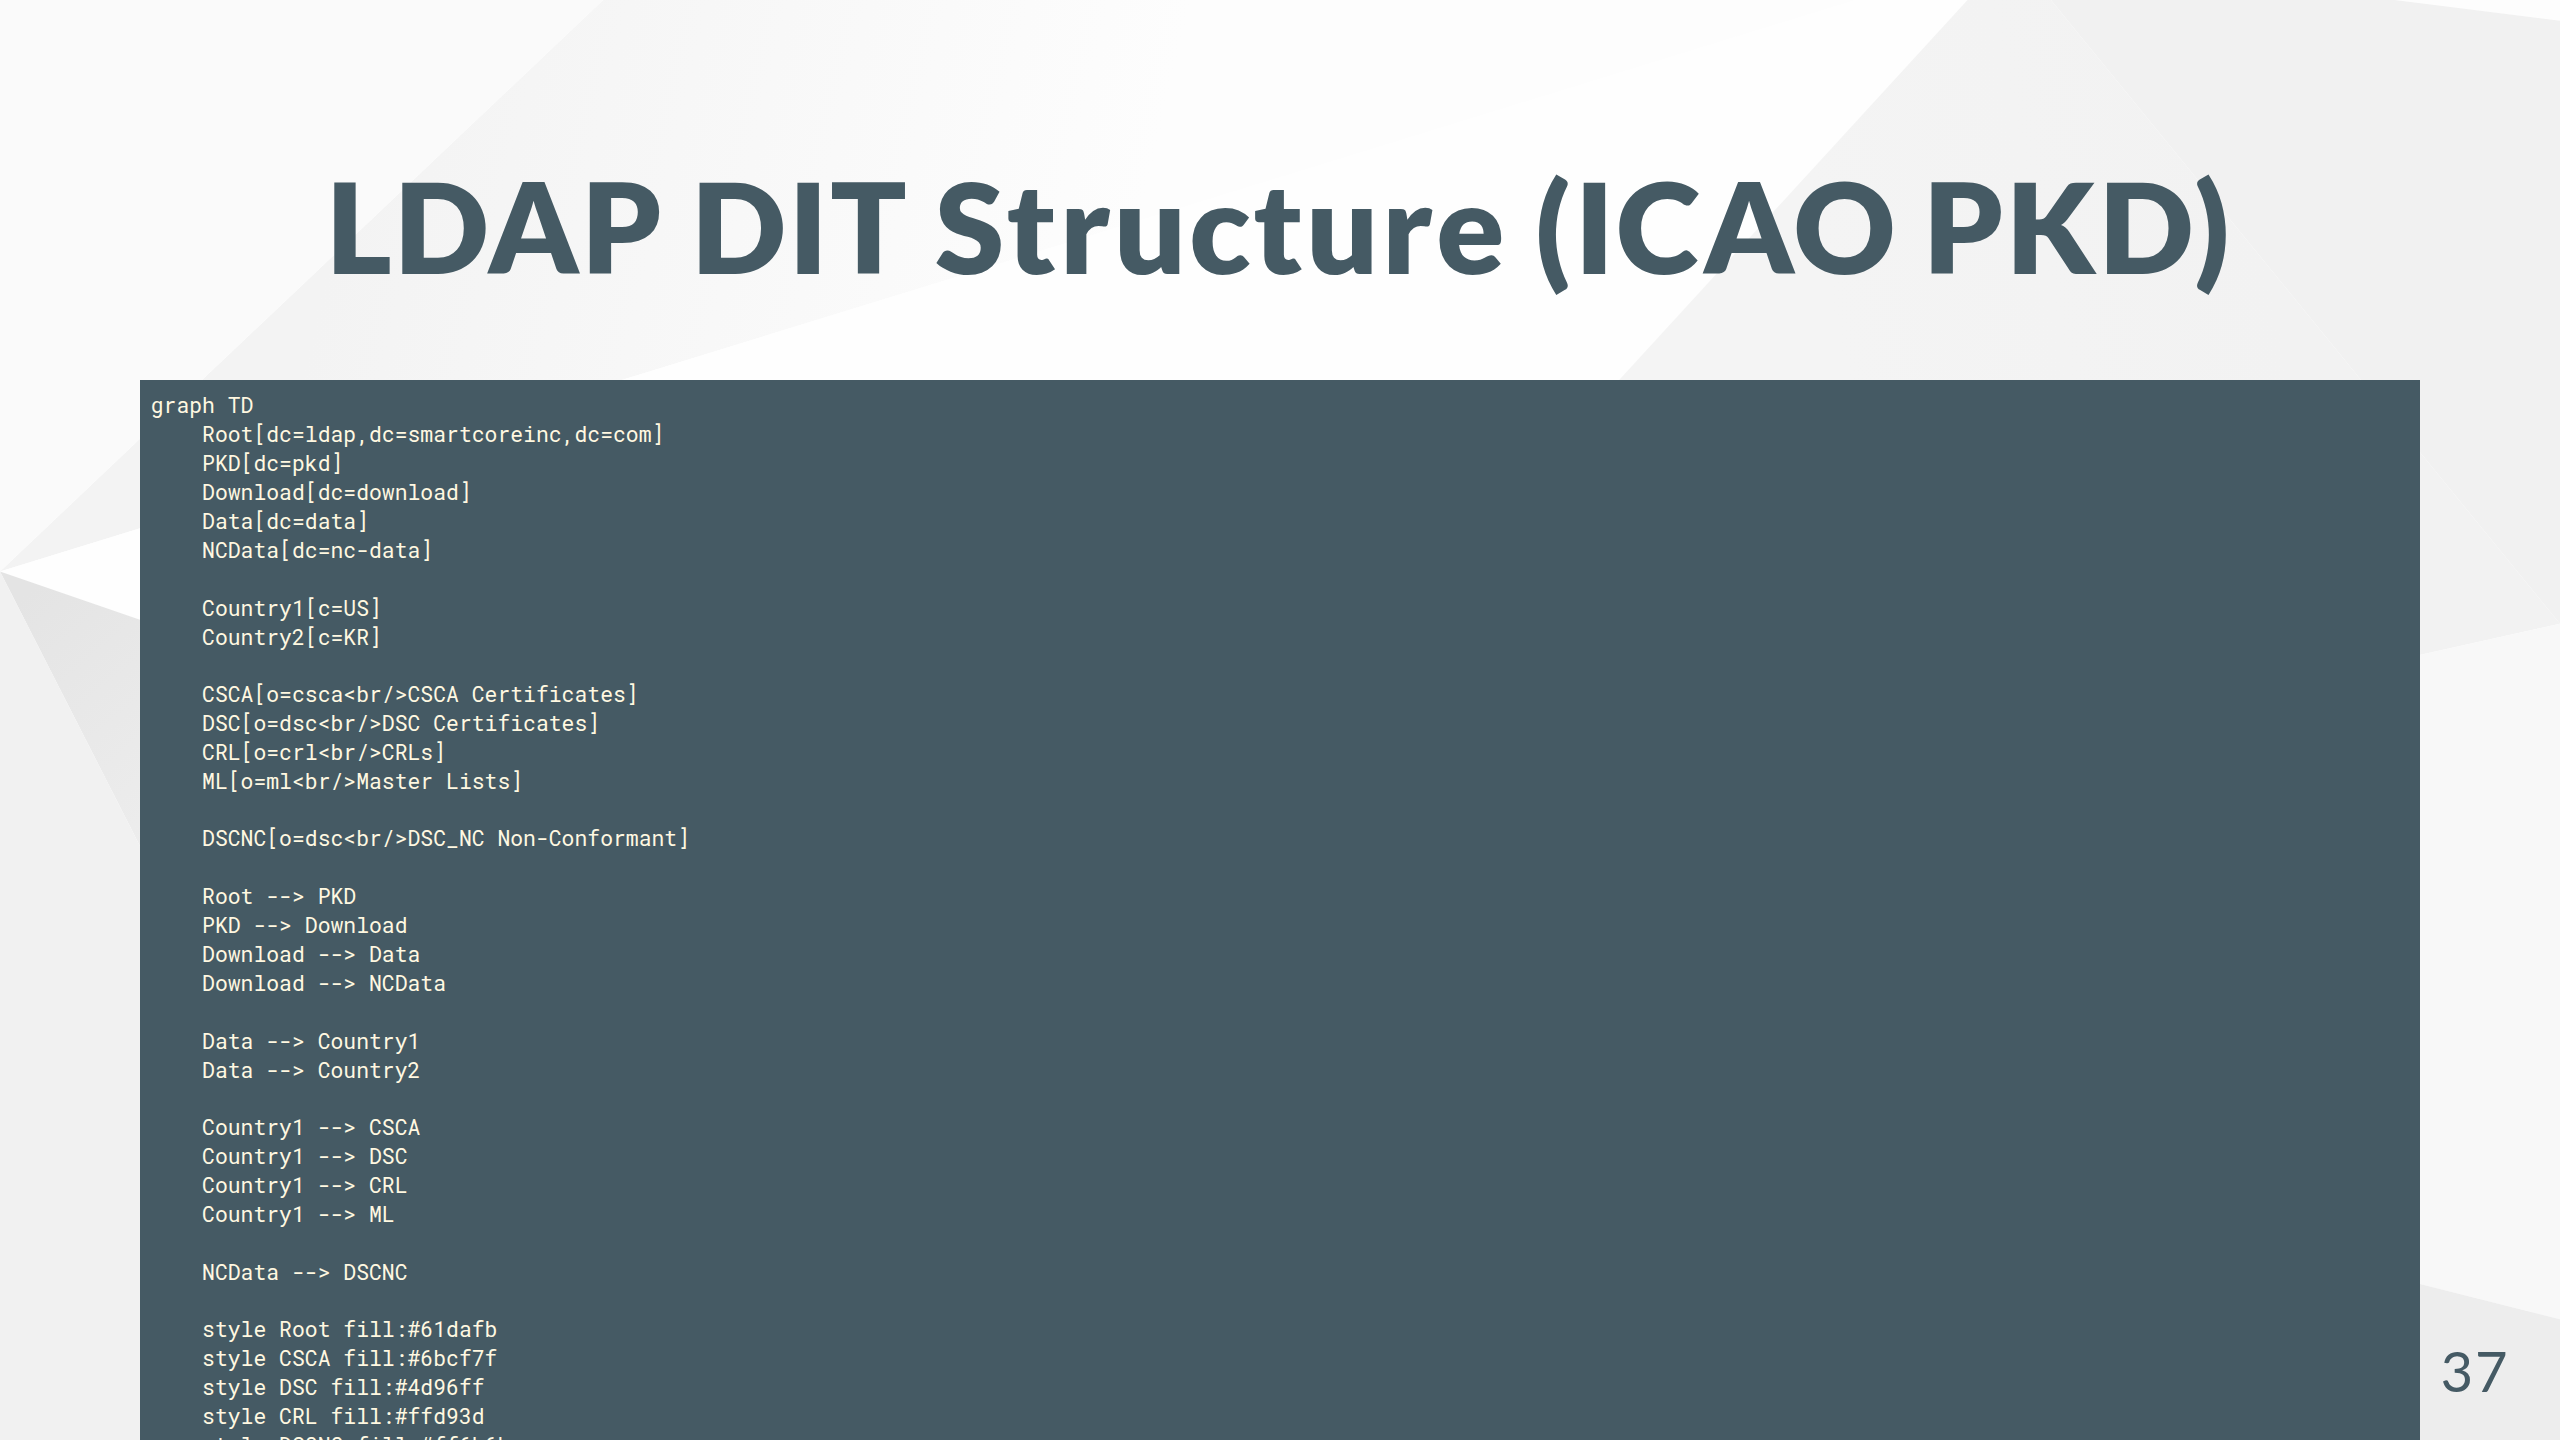 LDAP DIT Structure (ICAO PKD)
graph TD
    Root[dc=ldap,dc=smartcoreinc,dc=com]
    PKD[dc=pkd]
    Download[dc=download]
    Data[dc=data]
    NCData[dc=nc-data]

    Country1[c=US]
    Country2[c=KR]

    CSCA[o=csca<br/>CSCA Certificates]
    DSC[o=dsc<br/>DSC Certificates]
    CRL[o=crl<br/>CRLs]
    ML[o=ml<br/>Master Lists]

    DSCNC[o=dsc<br/>DSC_NC Non-Conformant]

    Root --> PKD
    PKD --> Download
    Download --> Data
    Download --> NCData

    Data --> Country1
    Data --> Country2

    Country1 --> CSCA
    Country1 --> DSC
    Country1 --> CRL
    Country1 --> ML

    NCData --> DSCNC

    style Root fill:#61dafb
    style CSCA fill:#6bcf7f
    style DSC fill:#4d96ff
    style CRL fill:#ffd93d
37